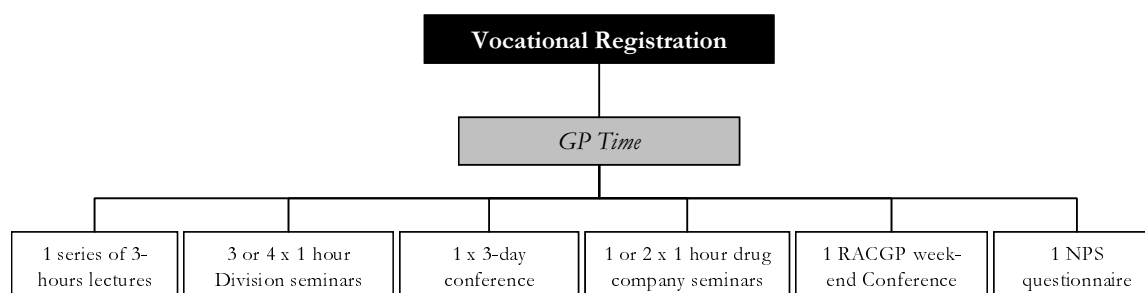 Vocational Registration
GP Time
1 series of 3-
hours lectures
3 or 4 x 1 hour
Division seminars
1 x 3-day
conference
1 or 2 x 1 hour drug
company seminars
1 RACGP week-
end Conference
1 NPS
questionnaire